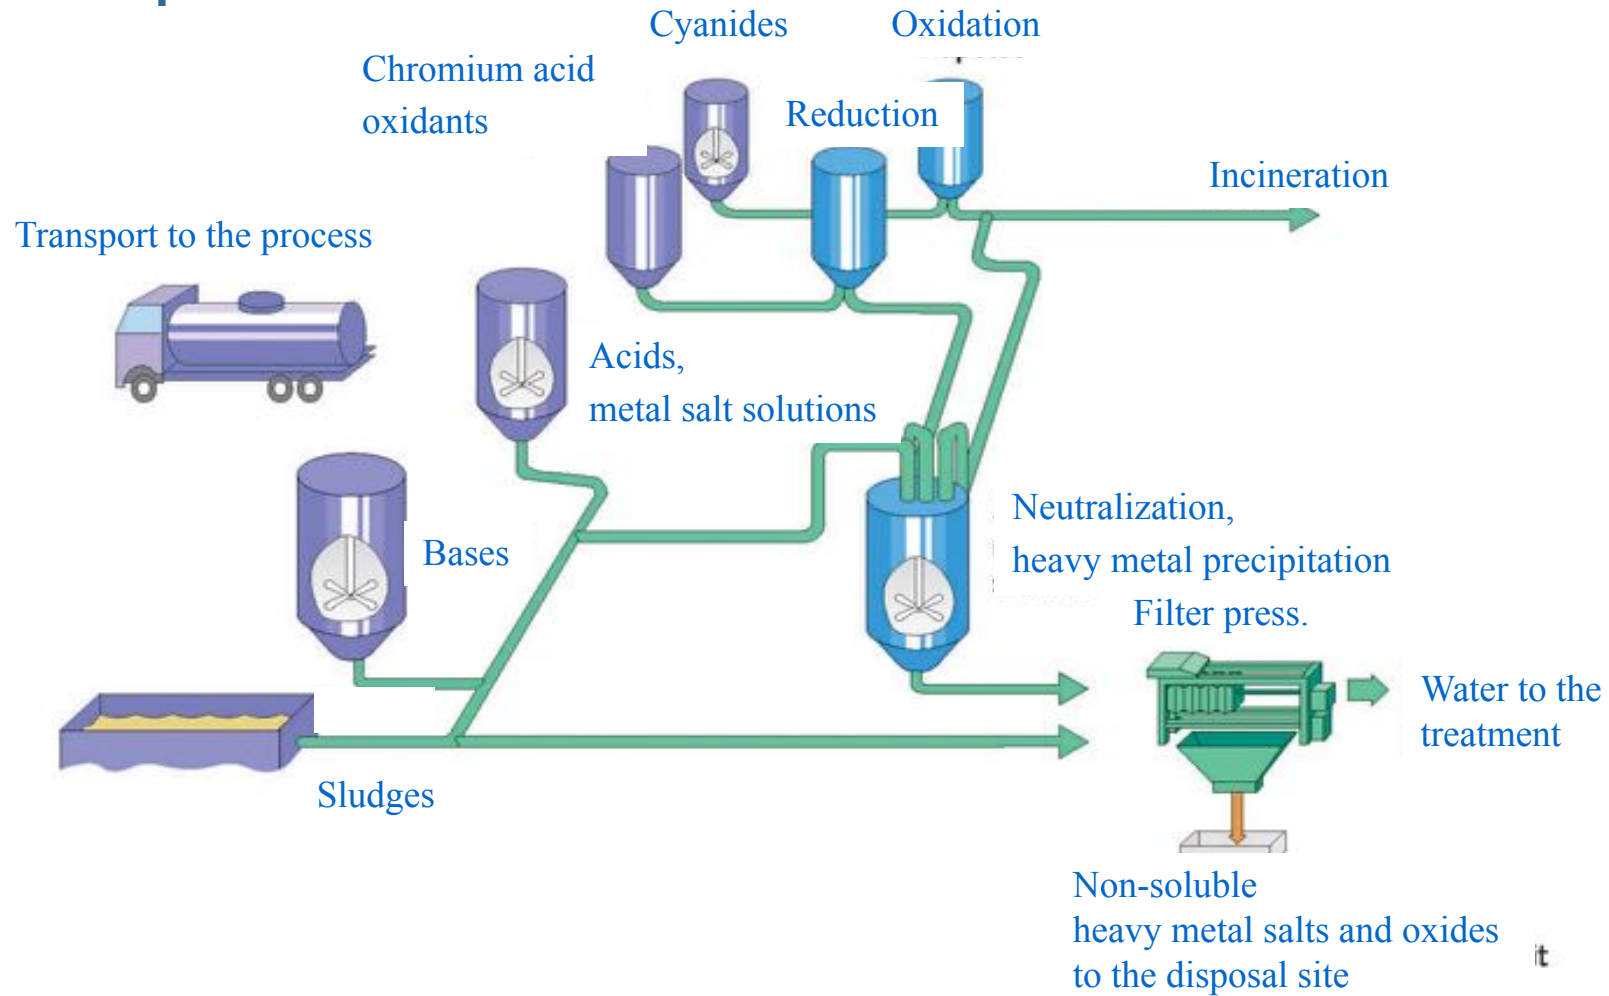 Cyanides
Oxidation
Chromium acid
oxidants
Reduction
Incineration
Transport to the process
Acids,
metal salt solutions
Bases
Neutralization,
heavy metal precipitation
Filter press.
Water to the
treatment
Sludges
Non-soluble
heavy metal salts and oxides
to the disposal site